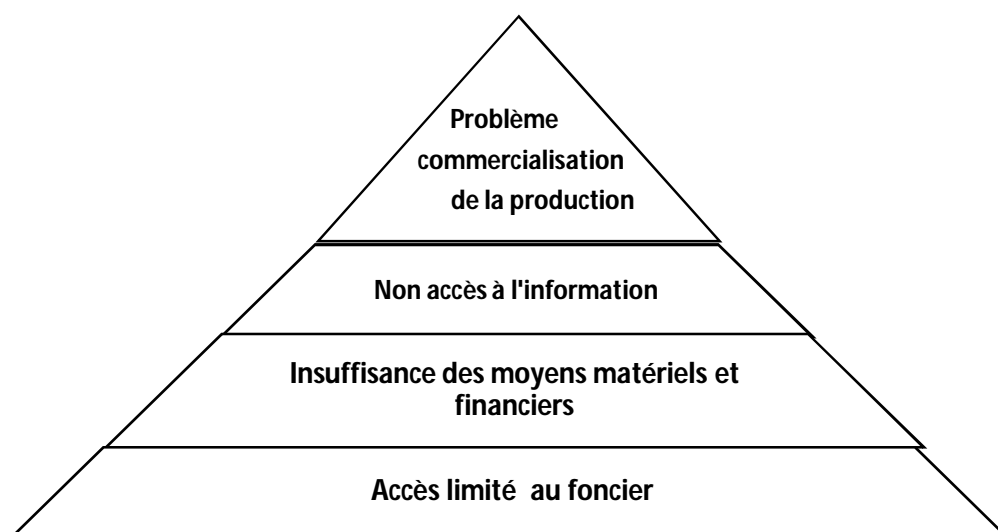 Problème
commercialisation
de la production
Non accès à l'information
Insuffisance des moyens matériels et
financiers
Accès limité au foncier